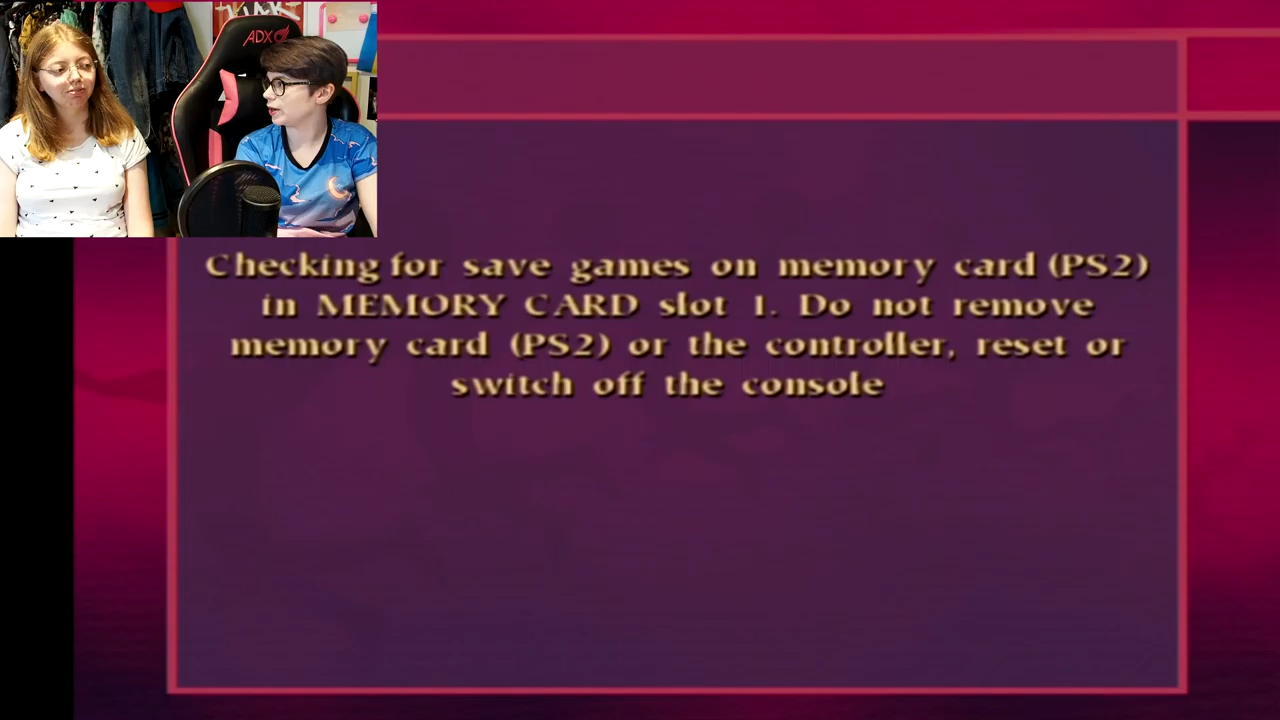 ADX
Checking for save games on memory card (PS2)
in MEMORY CARD slot 1. Do not remove
memory card (PS2) or the controller, reset or
switch off the console